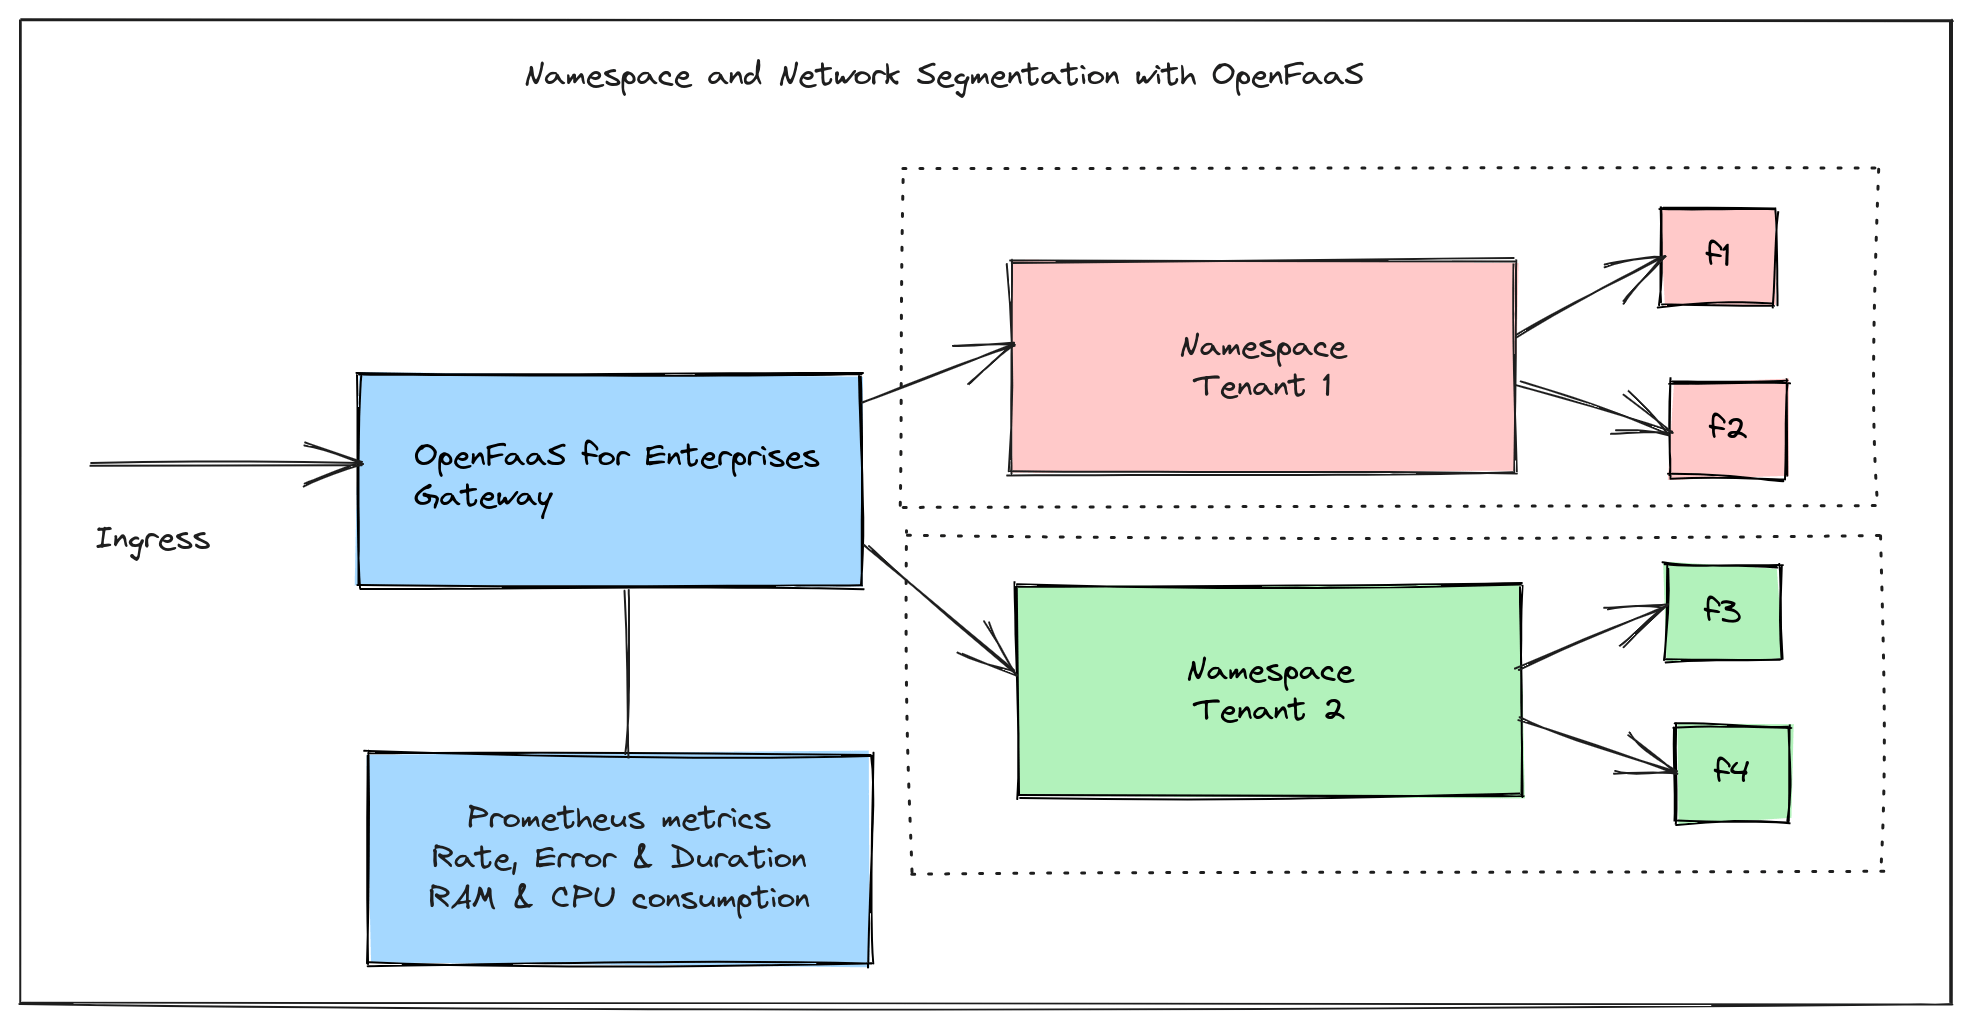 Namespace and Network Segmentation with OpenFaaS
Ingress
OpenFaaS for Enterprises
Gateway
Prometheus metrics
Rate, Error & Duration
RAM & CPU consumption
Namespace
Tenant 1
f1
f2
Namespace
Tenant 2
f3
f4